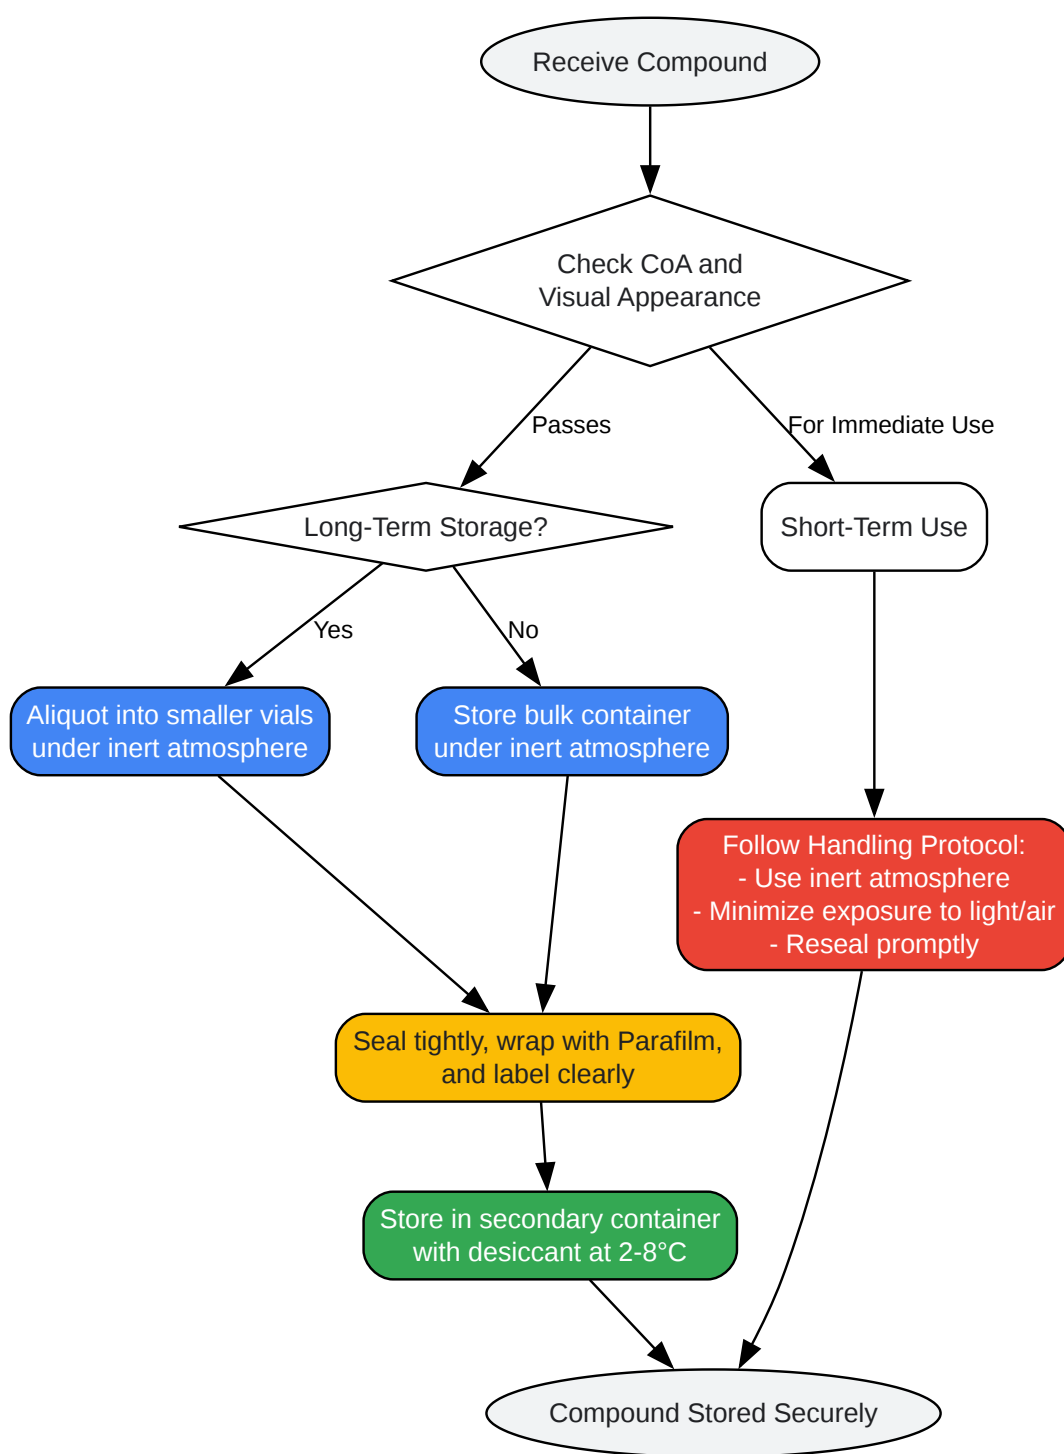 Receive Compound
Check CoA and
Visual Appearance
Passes
For Immediate Use
Long-Term Storage?
Short-Term Use
Yes
No
Aliquot into smaller vials
under inert atmosphere
Store bulk container
under inert atmosphere
Follow Handling Protocol:
- Use inert atmosphere
- Minimize exposure to light/air
- Reseal promptly
Seal tightly, wrap with Parafilm,
and label clearly
Store in secondary container
with desiccant at 2-8°C
Compound Stored Securely